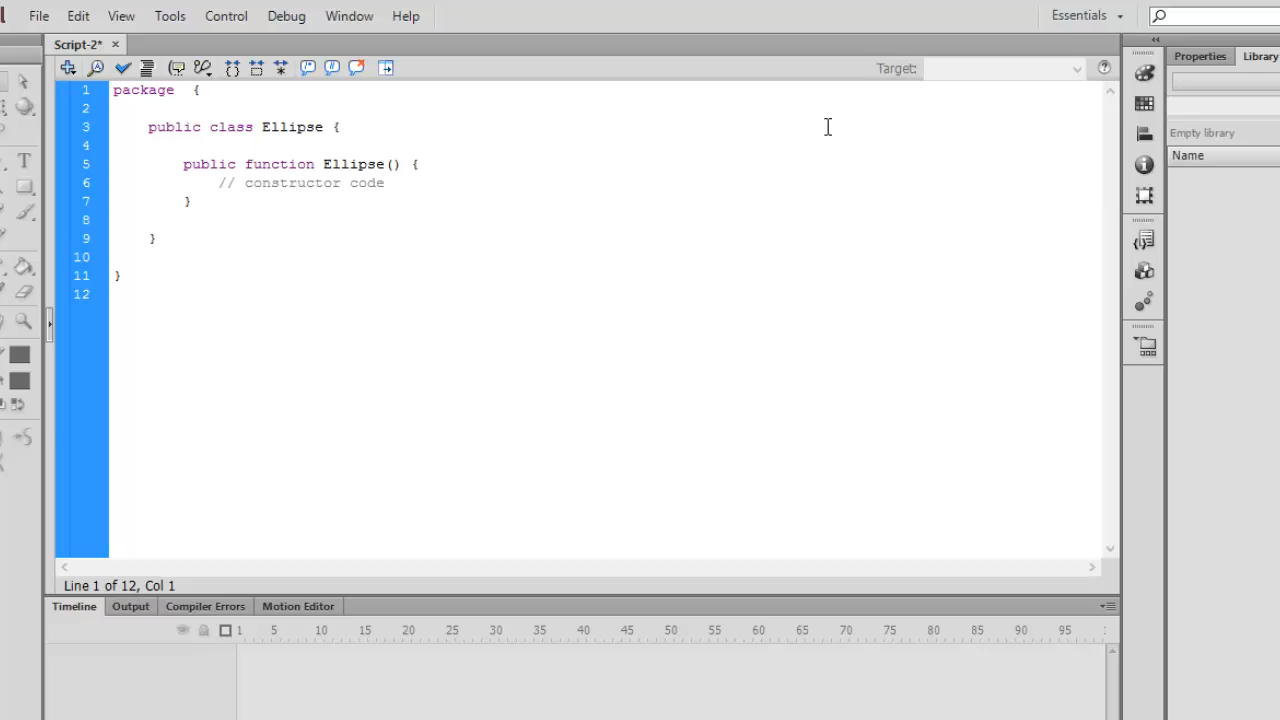 File Edit View Tools Control Debug Window Help Essentials
Script-2* Properties Library
Target:
1 package {
2
3 public class Ellipse {
4
5 public function Ellipse() {
6 // constructor code
7 }
8
9 }
10
11 }
12
Empty library
Name
Line 1 of 12, Col 1
Timeline Output Compiler Errors Motion Editor
1 5 10 15 20 25 30 35 40 45 50 55 60 65 70 75 80 85 90 95